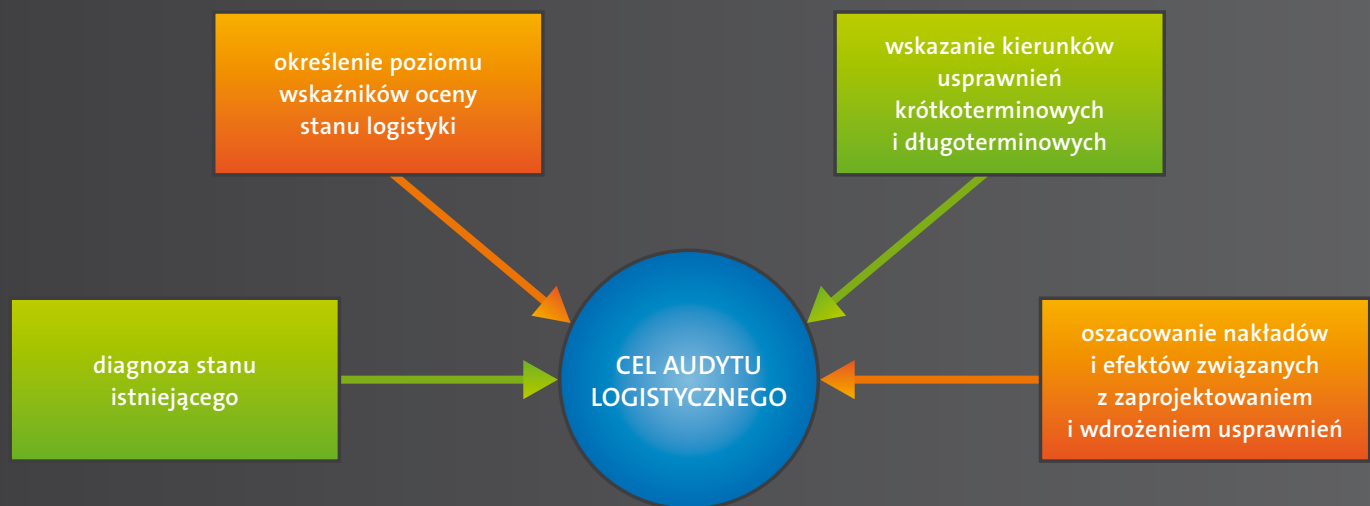 określenie poziomu
wskaźników oceny
stanu logistyki
wskazanie kierunków
usprawnień
krótkoterminowych
i długoterminowych
diagnoza stanu
istniejącego
CEL AUDYTU
LOGISTYCZNEGO
oszacowanie nakładów
i efektów związanych
z zaprojektowaniem
i wdrożeniem usprawnień